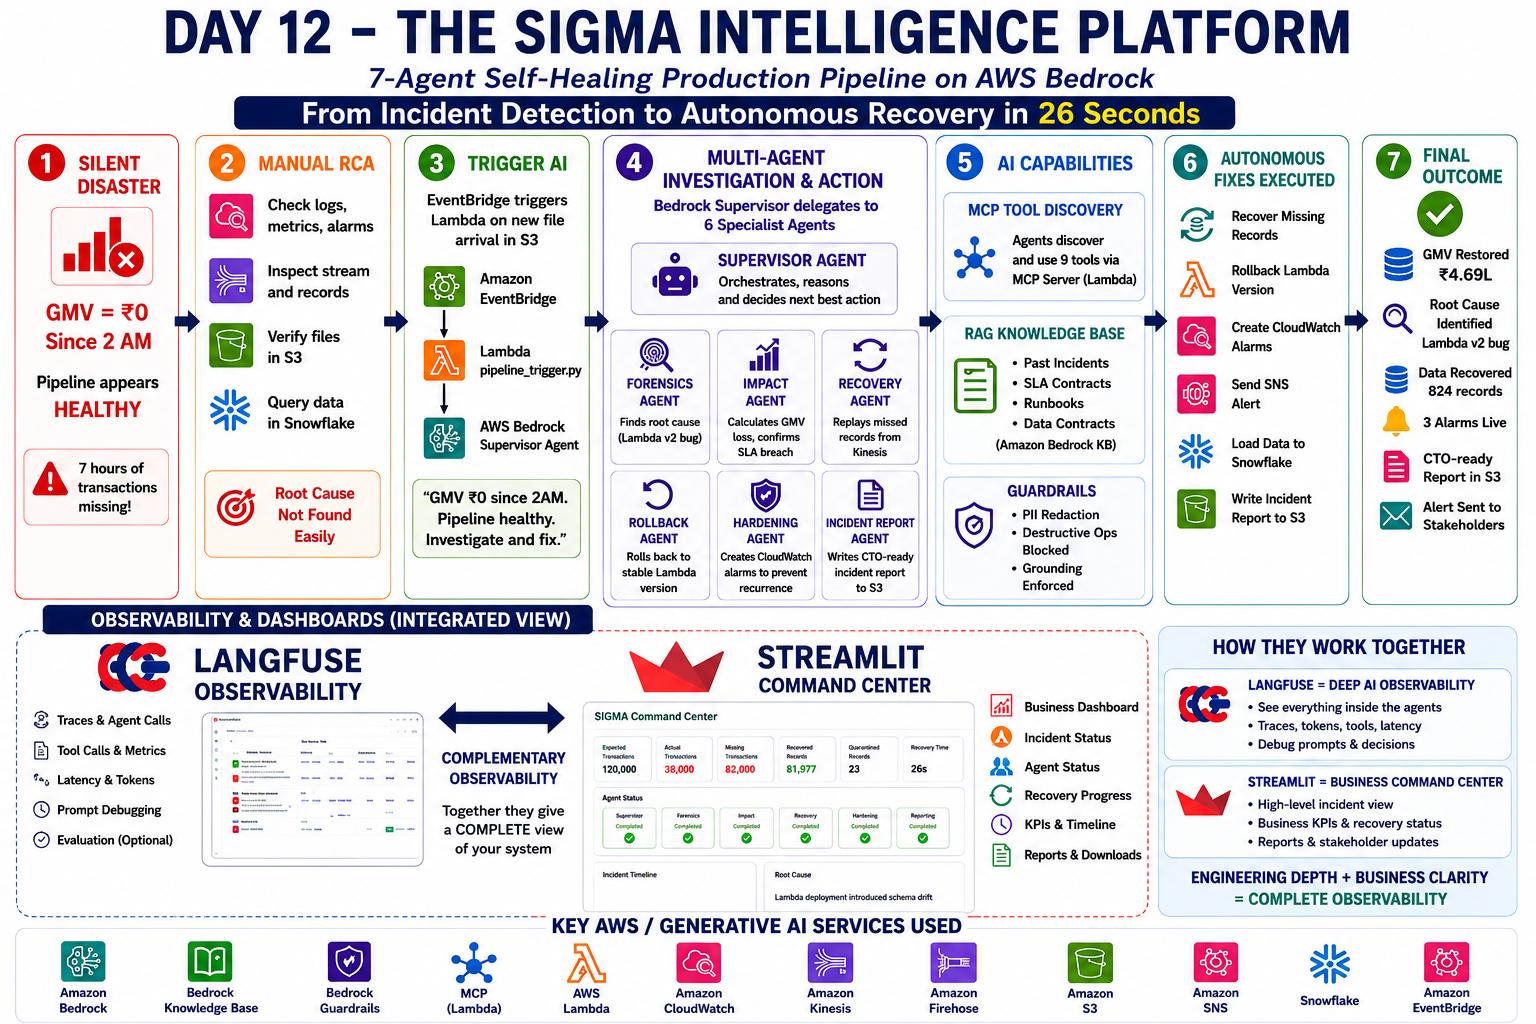 DAY 12 – THE SIGMA INTELLIGENCE PLATFORM
7-Agent Self-Healing Production Pipeline on AWS Bedrock
From Incident Detection to Autonomous Recovery in 26 Seconds
1
SILENT
DISASTER
GMV = ₹0
Since 2 AM
Pipeline appears
HEALTHY
7 hours of
transactions
missing!
2
MANUAL RCA
Check logs,
metrics, alarms
Inspect stream
and records
Verify files
in S3
Query data
in Snowflake
Root Cause
Not Found
Easily
3
TRIGGER AI
EventBridge triggers
Lambda on new file
arrival in S3
Amazon
EventBridge
Lambda
pipeline_trigger.py
AWS Bedrock
Supervisor Agent
“GMV ₹0 since 2AM.
Pipeline healthy.
Investigate and fix.”
4
MULTI-AGENT
INVESTIGATION & ACTION
Bedrock Supervisor delegates to
6 Specialist Agents
SUPERVISOR AGENT
Orchestrates, reasons
and decides next best action
FORENSICS
AGENT
Finds root cause
(Lambda v2 bug)
IMPACT
AGENT
Calculates GMV
loss, confirms
SLA breach
RECOVERY
AGENT
Replays missed
records from
Kinesis
ROLLBACK
AGENT
Rolls back to
stable Lambda
version
HARDENING
AGENT
Creates CloudWatch
alarms to prevent
recurrence
INCIDENT REPORT
AGENT
Writes CTO-ready
incident report
to S3
5
AI CAPABILITIES
MCP TOOL DISCOVERY
Agents discover
and use 9 tools via
MCP Server (Lambda)
RAG KNOWLEDGE BASE
• Past Incidents
• SLA Contracts
• Runbooks
• Data Contracts
(Amazon Bedrock KB)
GUARDRAILS
• PII Redaction
• Destructive Ops
Blocked
• Grounding
Enforced
6
AUTONOMOUS
FIXES EXECUTED
Recover Missing
Records
Rollback Lambda
Version
Create CloudWatch
Alarms
Send SNS
Alert
Load Data to
Snowflake
Write Incident
Report to S3
7
FINAL
OUTCOME
GMV Restored
₹4.69L
Root Cause
Identified
Lambda v2 bug
Data Recovered
824 records
3 Alarms Live
CTO-ready
Report in S3
Alert Sent to
Stakeholders
OBSERVABILITY & DASHBOARDS (INTEGRATED VIEW)
LANGFUSE
OBSERVABILITY
Traces & Agent Calls
Tool Calls & Metrics
Latency & Tokens
Prompt Debugging
Evaluation (Optional)
COMPLEMENTARY
OBSERVABILITY
Together they give
a COMPLETE view
of your system
STREAMLIT
COMMAND CENTER
SIGMA Command Center
Expected
Transactions
120,000
Actual
Transactions
38,000
Missing
Transactions
82,000
Recovered
Records
81,977
Quarantined
Records
23
Recovery Time
26s
Agent Status
Supervisor
Completed
Forensics
Completed
Impact
Completed
Recovery
Completed
Hardening
Completed
Reporting
Completed
Incident Timeline
Root Cause
Lambda deployment introduced schema drift
Business Dashboard
Incident Status
Agent Status
Recovery Progress
KPIs & Timeline
Reports & Downloads
HOW THEY WORK TOGETHER
LANGFUSE = DEEP AI OBSERVABILITY
• See everything inside the agents
• Traces, tokens, tools, latency
• Debug prompts & decisions
STREAMLIT = BUSINESS COMMAND CENTER
• High-level incident view
• Business KPIs & recovery status
• Reports & stakeholder updates
ENGINEERING DEPTH + BUSINESS CLARITY
= COMPLETE OBSERVABILITY
KEY AWS / GENERATIVE AI SERVICES USED
Amazon
Bedrock
Bedrock
Knowledge Base
Bedrock
Guardrails
MCP
(Lambda)
AWS
Lambda
Amazon
CloudWatch
Amazon
Kinesis
Amazon
Firehose
Amazon
S3
Amazon
SNS
Snowflake
Amazon
EventBridge